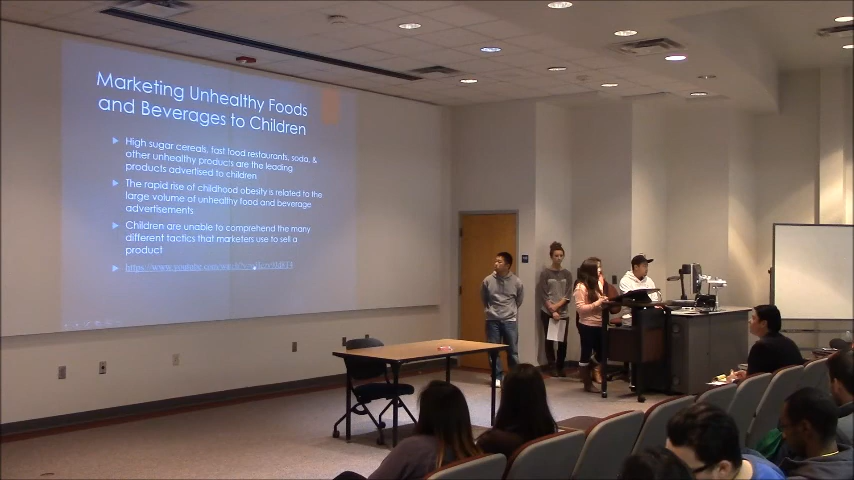 Marketing Unhealthy Foods
and Beverages to Children
High sugar cereals, fast food restaurants, soda, &
other unhealthy products are the leading
products advertised to children
The rapid rise of childhood obesity is related to the
large volume of unhealthy food and beverage
advertisements
Children are unable to comprehend the many
different tactics that marketers use to sell a
product